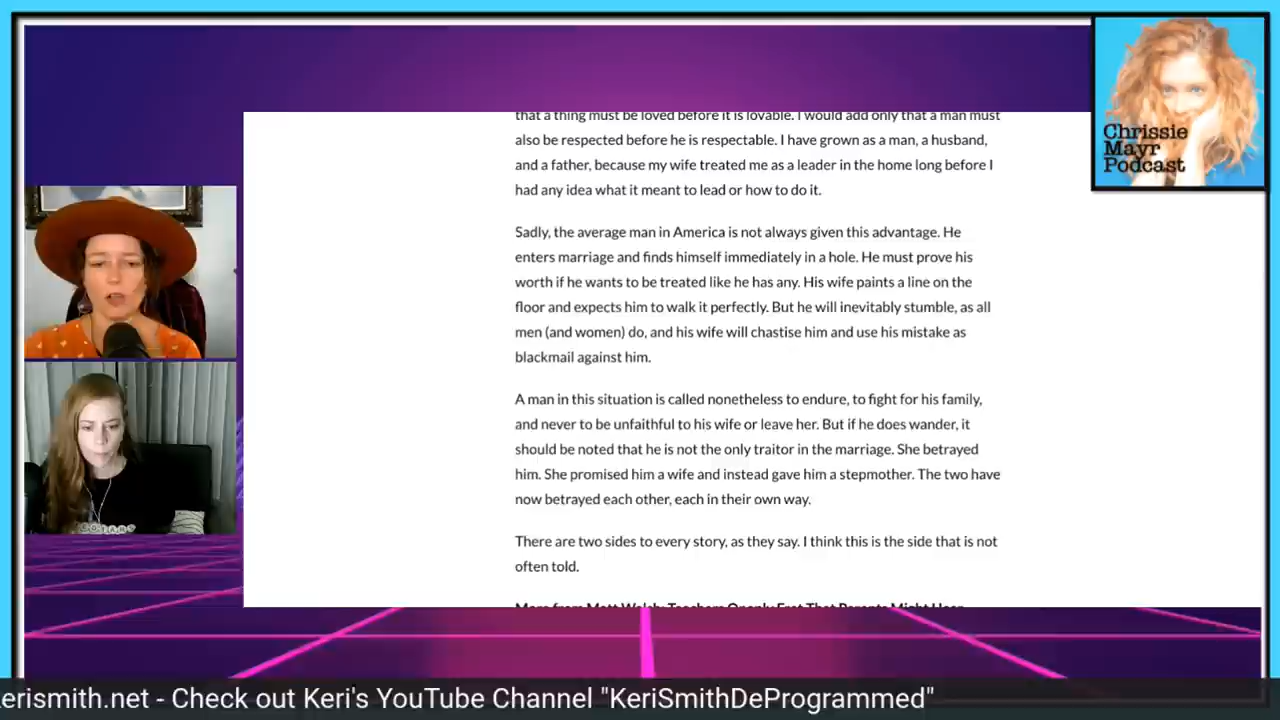 Chrissie
Mayr
Podcast
that a thing must be loved before it is lovable. I would add only that a man must
also be respected before he is respectable. I have grown as a man, a husband,
and a father, because my wife treated me as a leader in the home long before I
had any idea what it meant to lead or how to do it.
Sadly, the average man in America is not always given this advantage. He
enters marriage and finds himself immediately in a hole. He must prove his
worth if he wants to be treated like he has any. His wife paints a line on the
floor and expects him to walk it perfectly. But he will inevitably stumble, as all
men (and women) do, and his wife will chastise him and use his mistake as
blackmail against him.
A man in this situation is called nonetheless to endure, to fight for his family,
and never to be unfaithful to his wife or leave her. But if he does wander, it
should be noted that he is not the only traitor in the marriage. She betrayed
him. She promised him a wife and instead gave him a stepmother. The two have
now betrayed each other, each in their own way.
There are two sides to every story, as they say. I think this is the side that is not
often told.
More from Matt Walsh: Teachers Openly Fret That Parents Might Hear
erismith.net - Check out Keri's YouTube Channel "KeriSmithDeProgrammed"